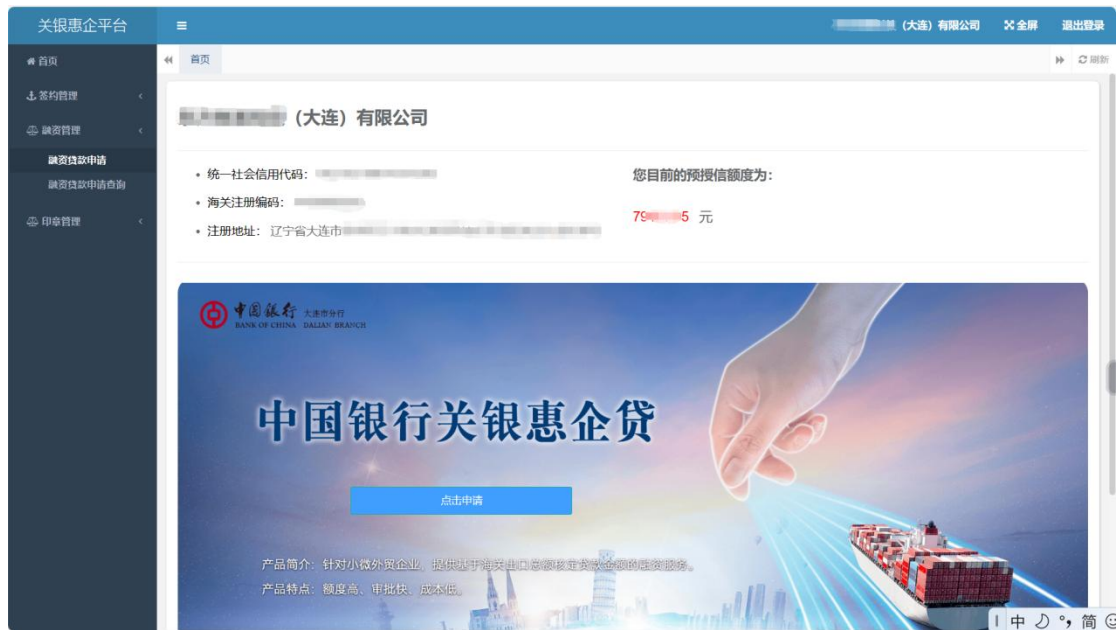 关银惠企平台
（大连）有限公司 全屏 退出登录
首页
首页
刷新
签约管理
融资管理
融资贷款申请
融资贷款申请查询
印章管理
（大连）有限公司
统一社会信用代码：
海关注册编码：
注册地址： 辽宁省大连市
您目前的预授信额度为：
79 5 元
中国银行 大连市分行
BANK OF CHINA DALIAN BRANCH
中国银行关银惠企贷
点击申请
产品简介：针对小微外贸企业，提供基于海关出口总额核定贷款金额的融资服务。
产品特点：额度高、审批快、成本低。
中 简